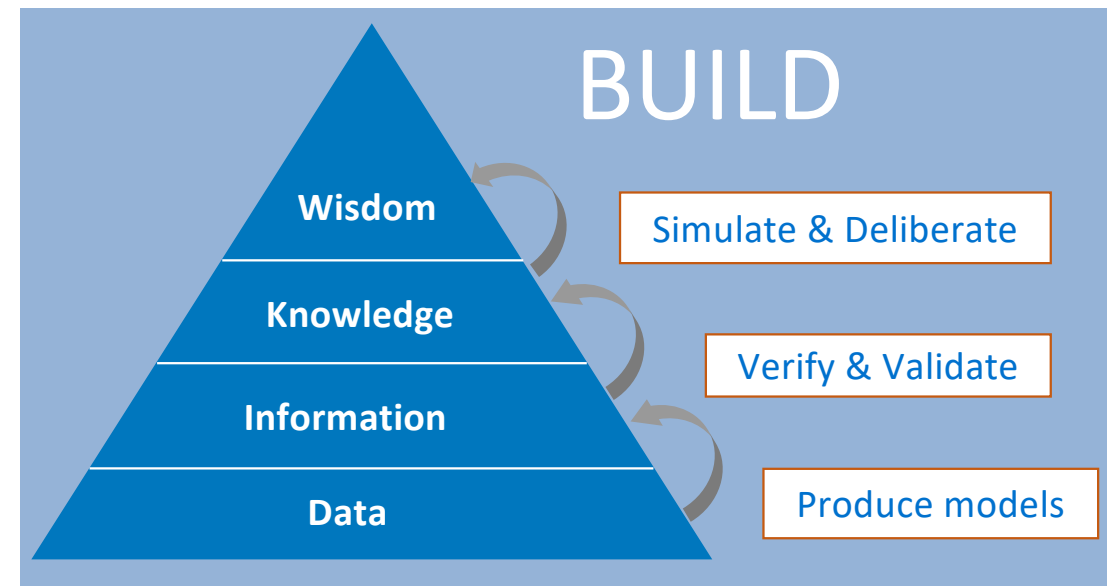 BUILD
Wisdom
Simulate & Deliberate
Knowledge
Verify & Validate
Information
Produce models
Data